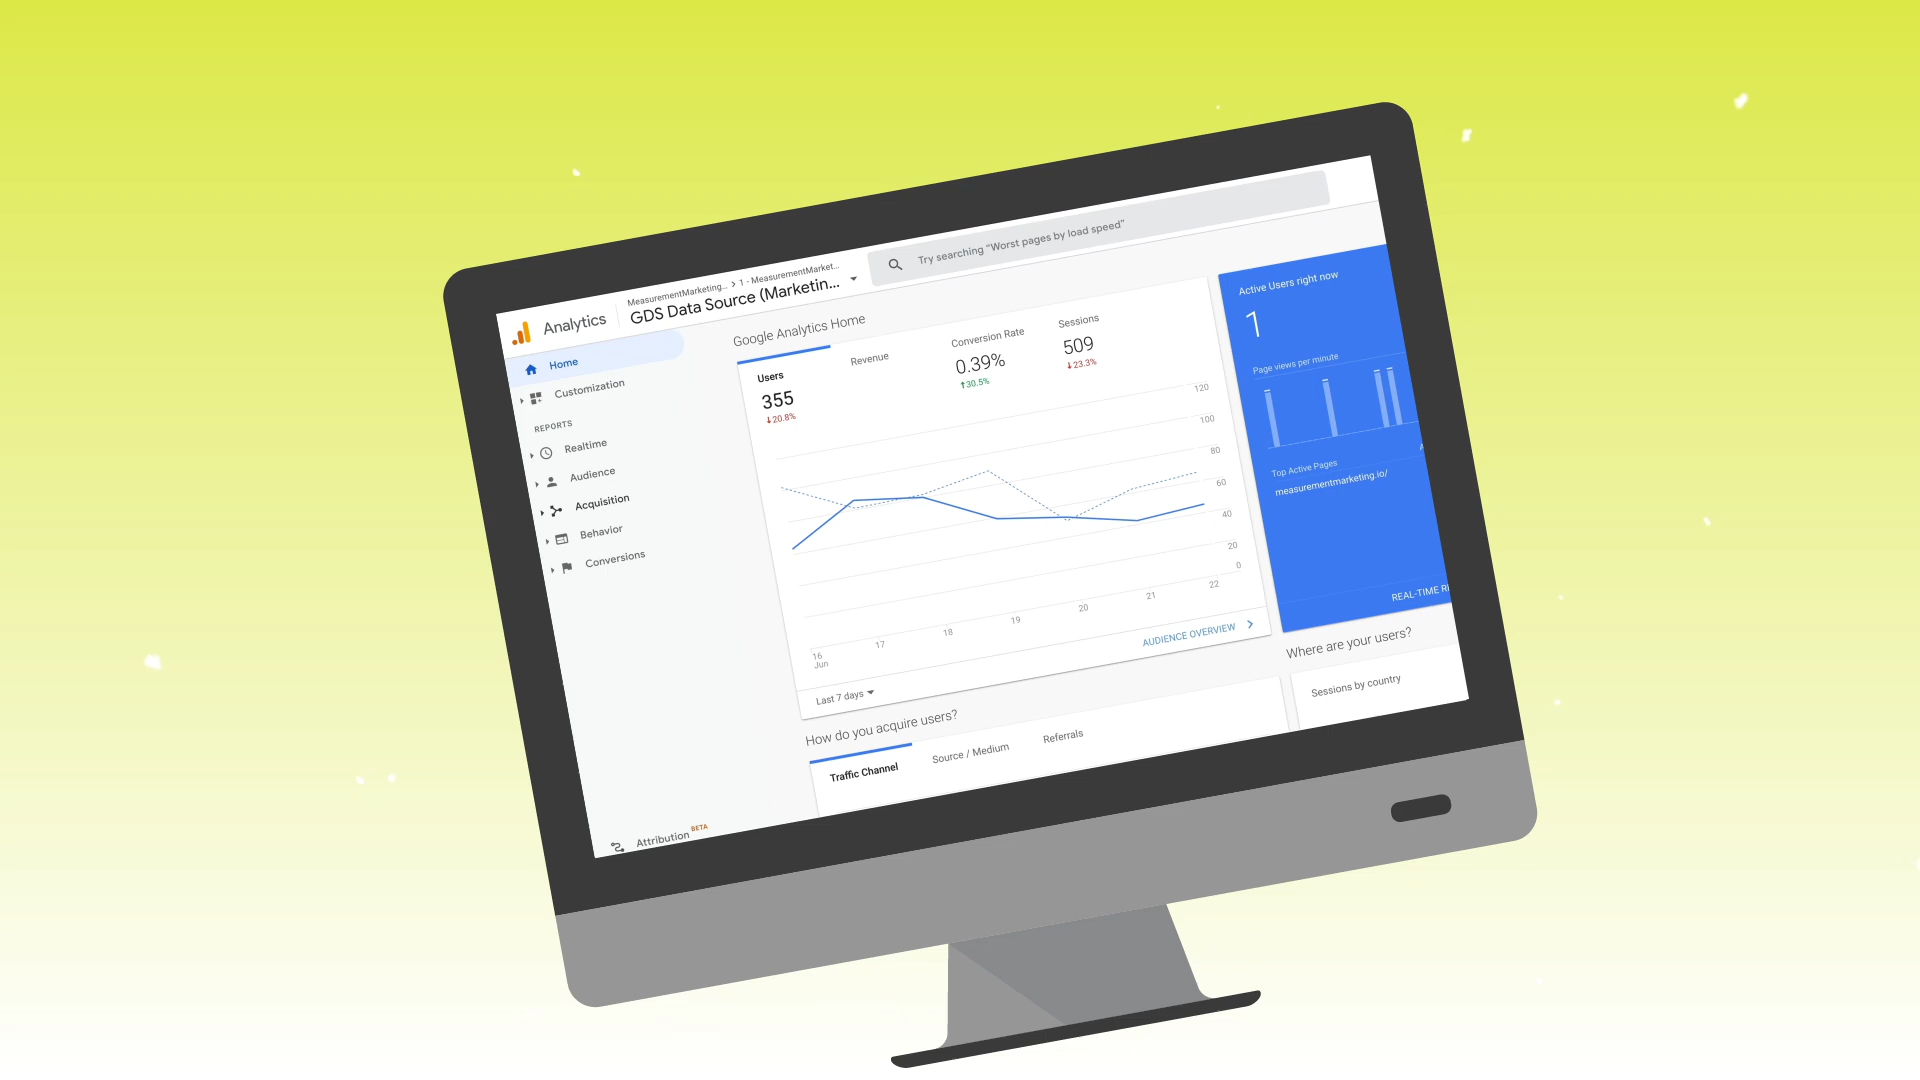 Analytics
MeasurementMarketing... > 1 - MeasurementMarket...
GDS Data Source (Marketin...
Try searching “Worst pages by load speed”
Home
Customization
REPORTS
Realtime
Audience
Acquisition
Behavior
Conversions
Attribution BETA
Google Analytics Home
Users
355
↓20.8%
Revenue
Conversion Rate
0.39%
↑30.5%
Sessions
509
↓23.3%
120
100
80
60
40
20
0
16 17 18 19 20 21 22
Jun
Last 7 days
AUDIENCE OVERVIEW >
Active Users right now
1
Page views per minute
Top Active Pages A
measurementmarketing.io/
REAL-TIME RE
How do you acquire users?
Traffic Channel Source / Medium Referrals
Where are your users?
Sessions by country